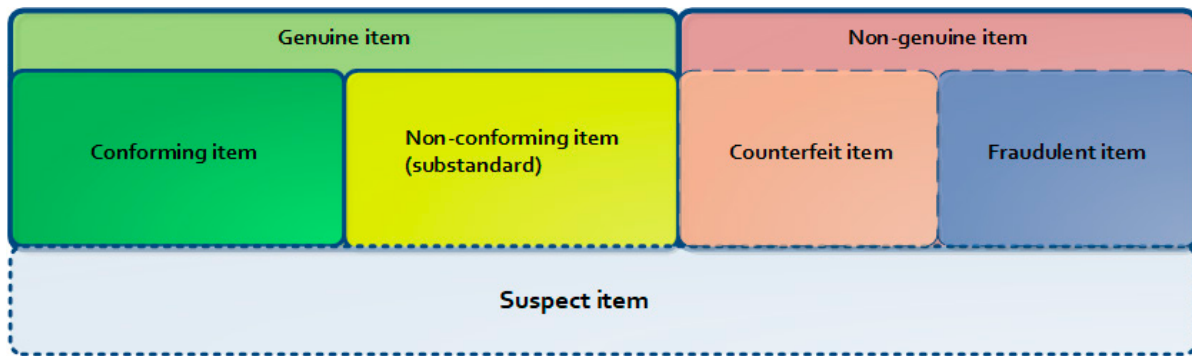 Genuine item
Non-genuine item
Conforming item
Non-conforming item
(substandard)
Counterfeit item
Fraudulent item
Suspect item